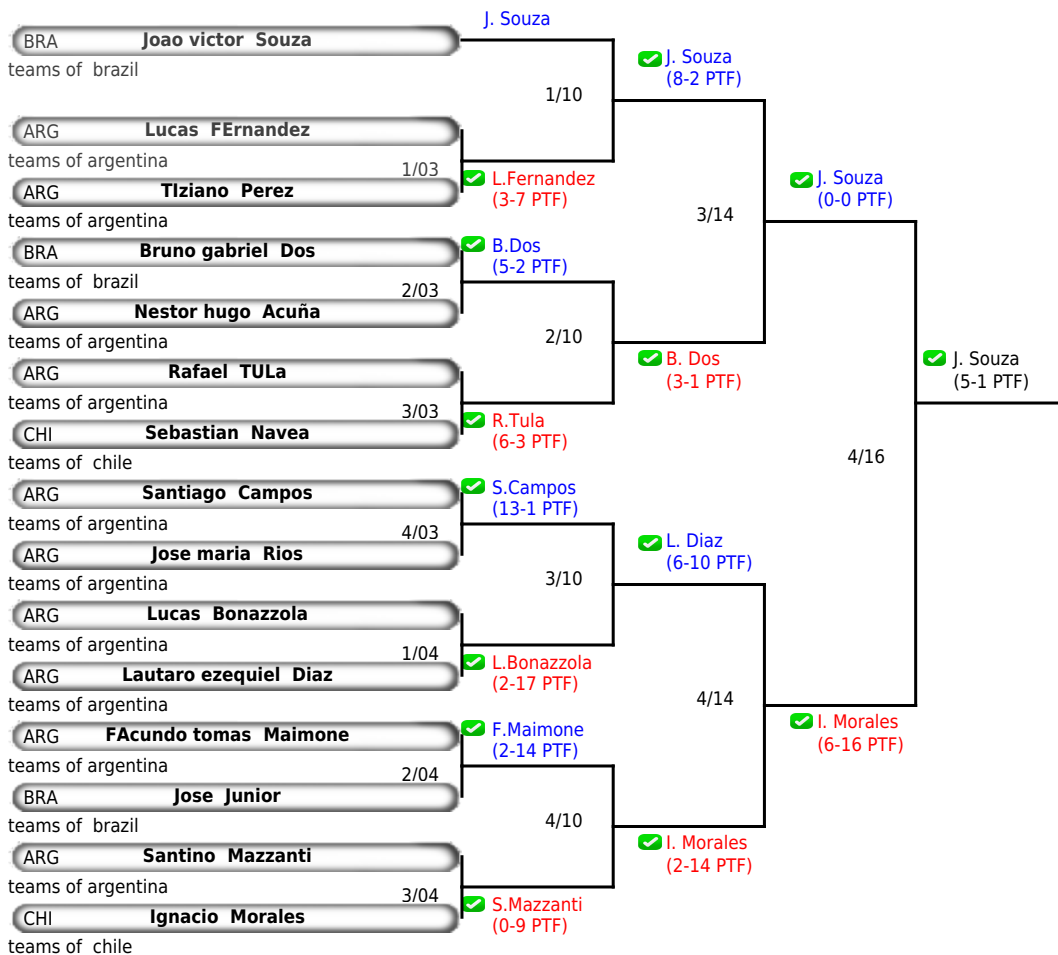 J. Souza
BRA Joao victor Souza
teams of brazil
J. Souza
(8-2 PTF)
1/10
ARG Lucas FErnandez
teams of argentina
1/03
L.Fernandez
(3-7 PTF)
ARG TIziano Perez
teams of argentina
J. Souza
(0-0 PTF)
3/14
BRA Bruno gabriel Dos
B.Dos
(5-2 PTF)
teams of brazil
2/03
ARG Nestor hugo Acuña
teams of argentina
2/10
B. Dos
(3-1 PTF)
J. Souza
(5-1 PTF)
ARG Rafael TULa
teams of argentina
3/03
R.Tula
(6-3 PTF)
CHI Sebastian Navea
teams of chile
4/16
ARG Santiago Campos
S.Campos
(13-1 PTF)
teams of argentina
4/03
ARG Jose maria Rios
teams of argentina
L. Diaz
(6-10 PTF)
3/10
ARG Lucas Bonazzola
teams of argentina
1/04
L.Bonazzola
(2-17 PTF)
ARG Lautaro ezequiel Diaz
teams of argentina
4/14
I. Morales
(6-16 PTF)
ARG FAcundo tomas Maimone
F.Maimone
(2-14 PTF)
teams of argentina
2/04
BRA Jose Junior
teams of brazil
4/10
I. Morales
(2-14 PTF)
ARG Santino Mazzanti
teams of argentina
3/04
S.Mazzanti
(0-9 PTF)
CHI Ignacio Morales
teams of chile